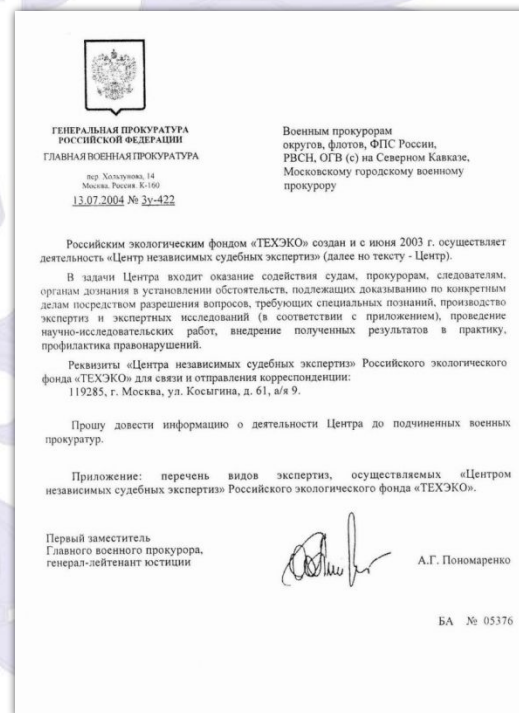 ГЕНЕРАЛЬНАЯ ПРОКУРАТУРА
РОССИЙСКОЙ ФЕДЕРАЦИИ
ГЛАВНАЯ ВОЕННАЯ ПРОКУРАТУРА
пер. Хользунова, 14
Москва, Россия, К-160
13.07.2004 № 3у-422
Военным прокурорам
округов, флотов, ФПС России,
РВСН, ОГВ (с) на Северном Кавказе,
Московскому городскому военному
прокурору
Российским экологическим фондом «ТЕХЭКО» создан и с июня 2003 г. осуществляет
деятельность «Центр независимых судебных экспертиз» (далее по тексту - Центр).
В задачи Центра входит оказание содействия судам, прокурорам, следователям,
органам дознания в установлении обстоятельств, подлежащих доказыванию по конкретным
делам посредством разрешения вопросов, требующих специальных познаний, производство
экспертиз и экспертных исследований (в соответствии с приложением), проведение
научно-исследовательских работ, внедрение полученных результатов в практику,
профилактика правонарушений.
Реквизиты «Центра независимых судебных экспертиз» Российского экологического
фонда «ТЕХЭКО» для связи и отправления корреспонденции:
119285, г. Москва, ул. Косыгина, д. 61, а/я 9.
Прошу довести информацию о деятельности Центра до подчиненных военных
прокуратур.
Приложение: перечень видов экспертиз, осуществляемых «Центром
независимых судебных экспертиз» Российского экологического фонда «ТЕХЭКО».
Первый заместитель
Главного военного прокурора,
генерал-лейтенант юстиции
А.Г. Пономаренко
БА № 05376